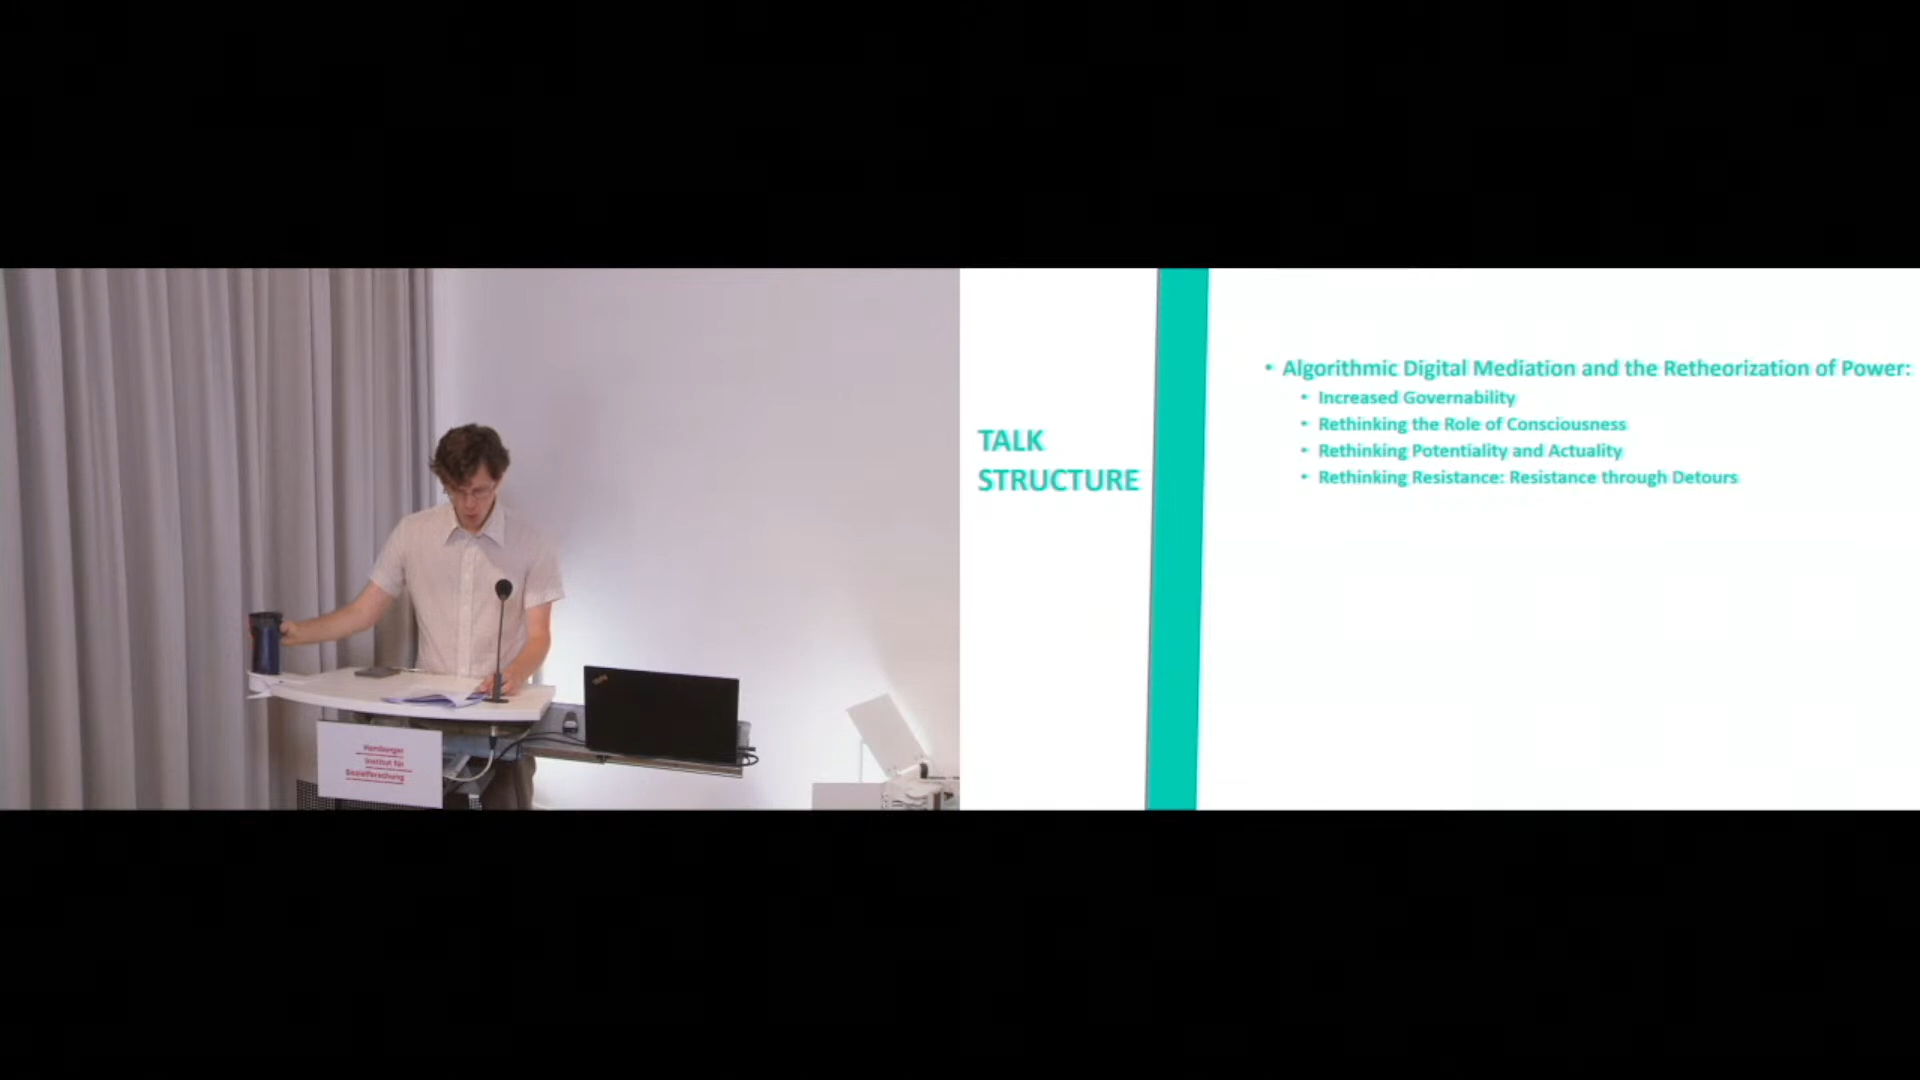 Hamburger
Institut für
Sozialforschung
TALK
STRUCTURE
• Algorithmic Digital Mediation and the Retheorization of Power:
• Increased Governability
• Rethinking the Role of Consciousness
• Rethinking Potentiality and Actuality
• Rethinking Resistance: Resistance through Detours